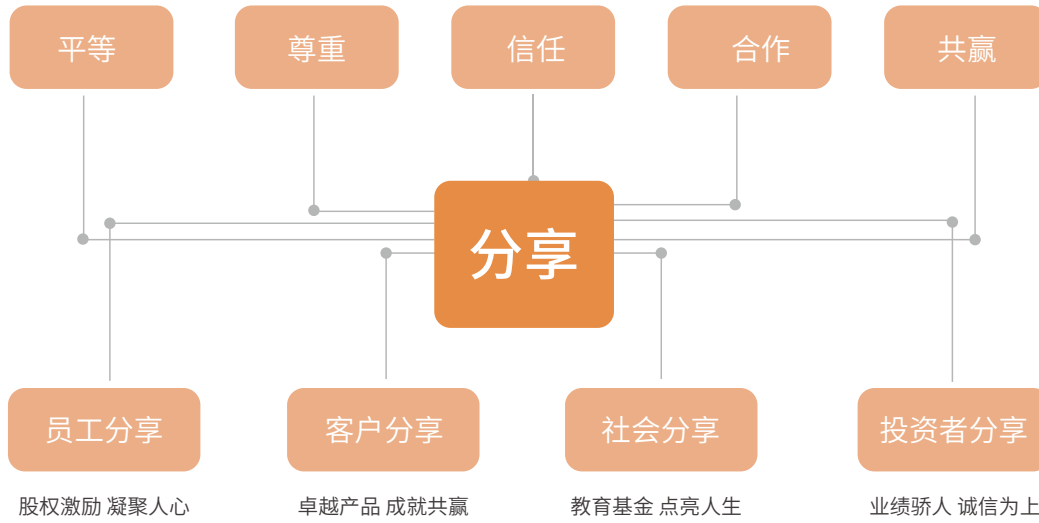 平等
尊重
信任
合作
共赢
分享
员工分享
客户分享
社会分享
投资者分享
股权激励 凝聚人心
卓越产品 成就共赢
教育基金 点亮人生
业绩骄人 诚信为上